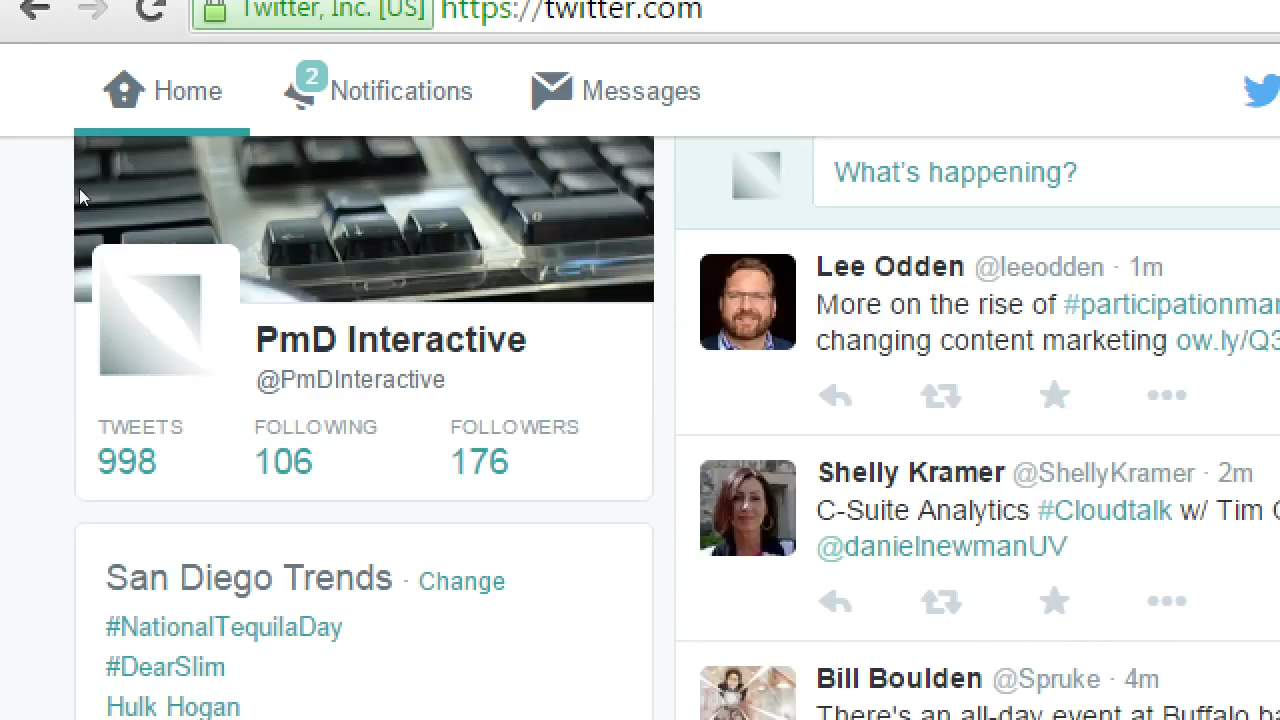 Twitter, Inc. [US] https://twitter.com
Home
2
Notifications
Messages
What's happening?
PmD Interactive
@PmDInteractive
TWEETS FOLLOWING FOLLOWERS
998 106 176
San Diego Trends · Change
#NationalTequilaDay
#DearSlim
Hulk Hogan
Lee Odden @leeodden · 1m
More on the rise of #participationmar
changing content marketing ow.ly/Q3
Shelly Kramer @ShellyKramer · 2m
C-Suite Analytics #Cloudtalk w/ Tim
@danielnewmanUV
Bill Boulden @Spruke · 4m
There's an all-day event at Buffalo